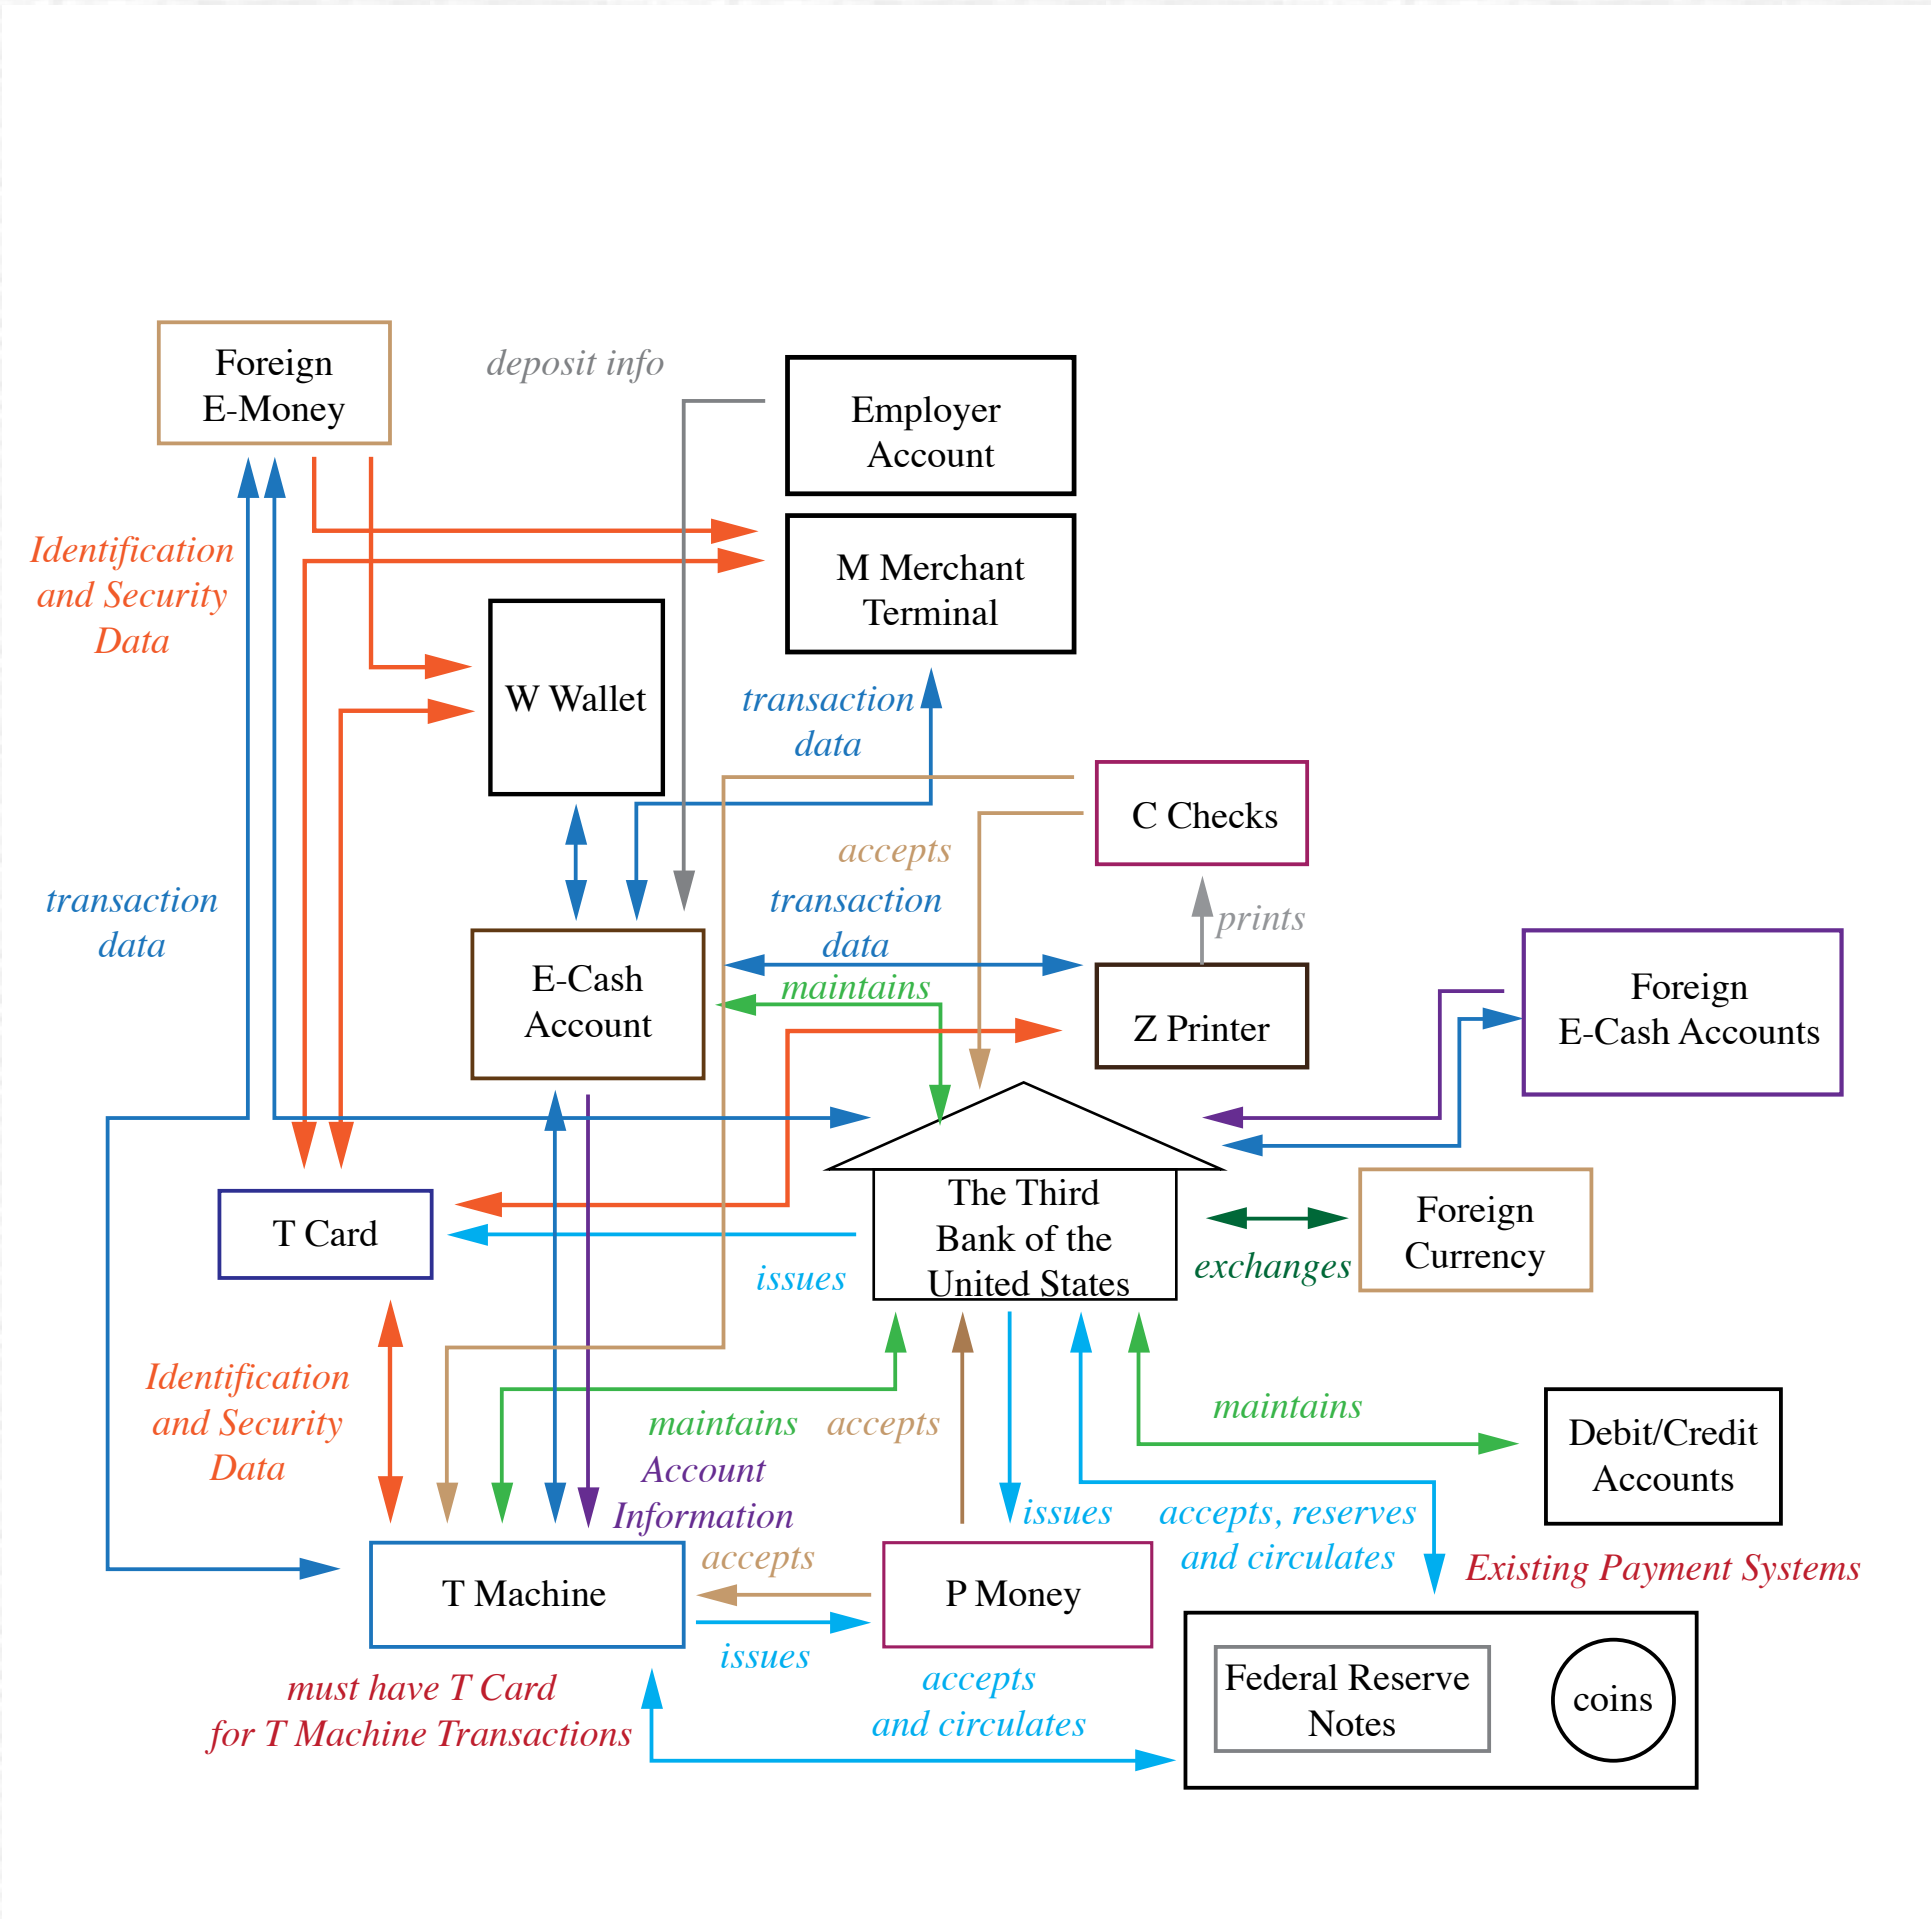 Foreign
E-Money
deposit info
Employer
Account
Identification
and Security
Data
M Merchant
Terminal
W Wallet
transaction
data
C Checks
accepts
transaction
data
transaction
data
prints
maintains
E-Cash
Account
Z Printer
Foreign
E-Cash Accounts
T Card
The Third
Bank of the
United States
issues
exchanges
Foreign
Currency
Identification
and Security
Data
maintains
accepts
Account
Information
maintains
Debit/Credit
Accounts
issues
accepts, reserves
and circulates
Existing Payment Systems
accepts
T Machine
P Money
issues
must have T Card
for T Machine Transactions
accepts
and circulates
Federal Reserve
Notes
coins